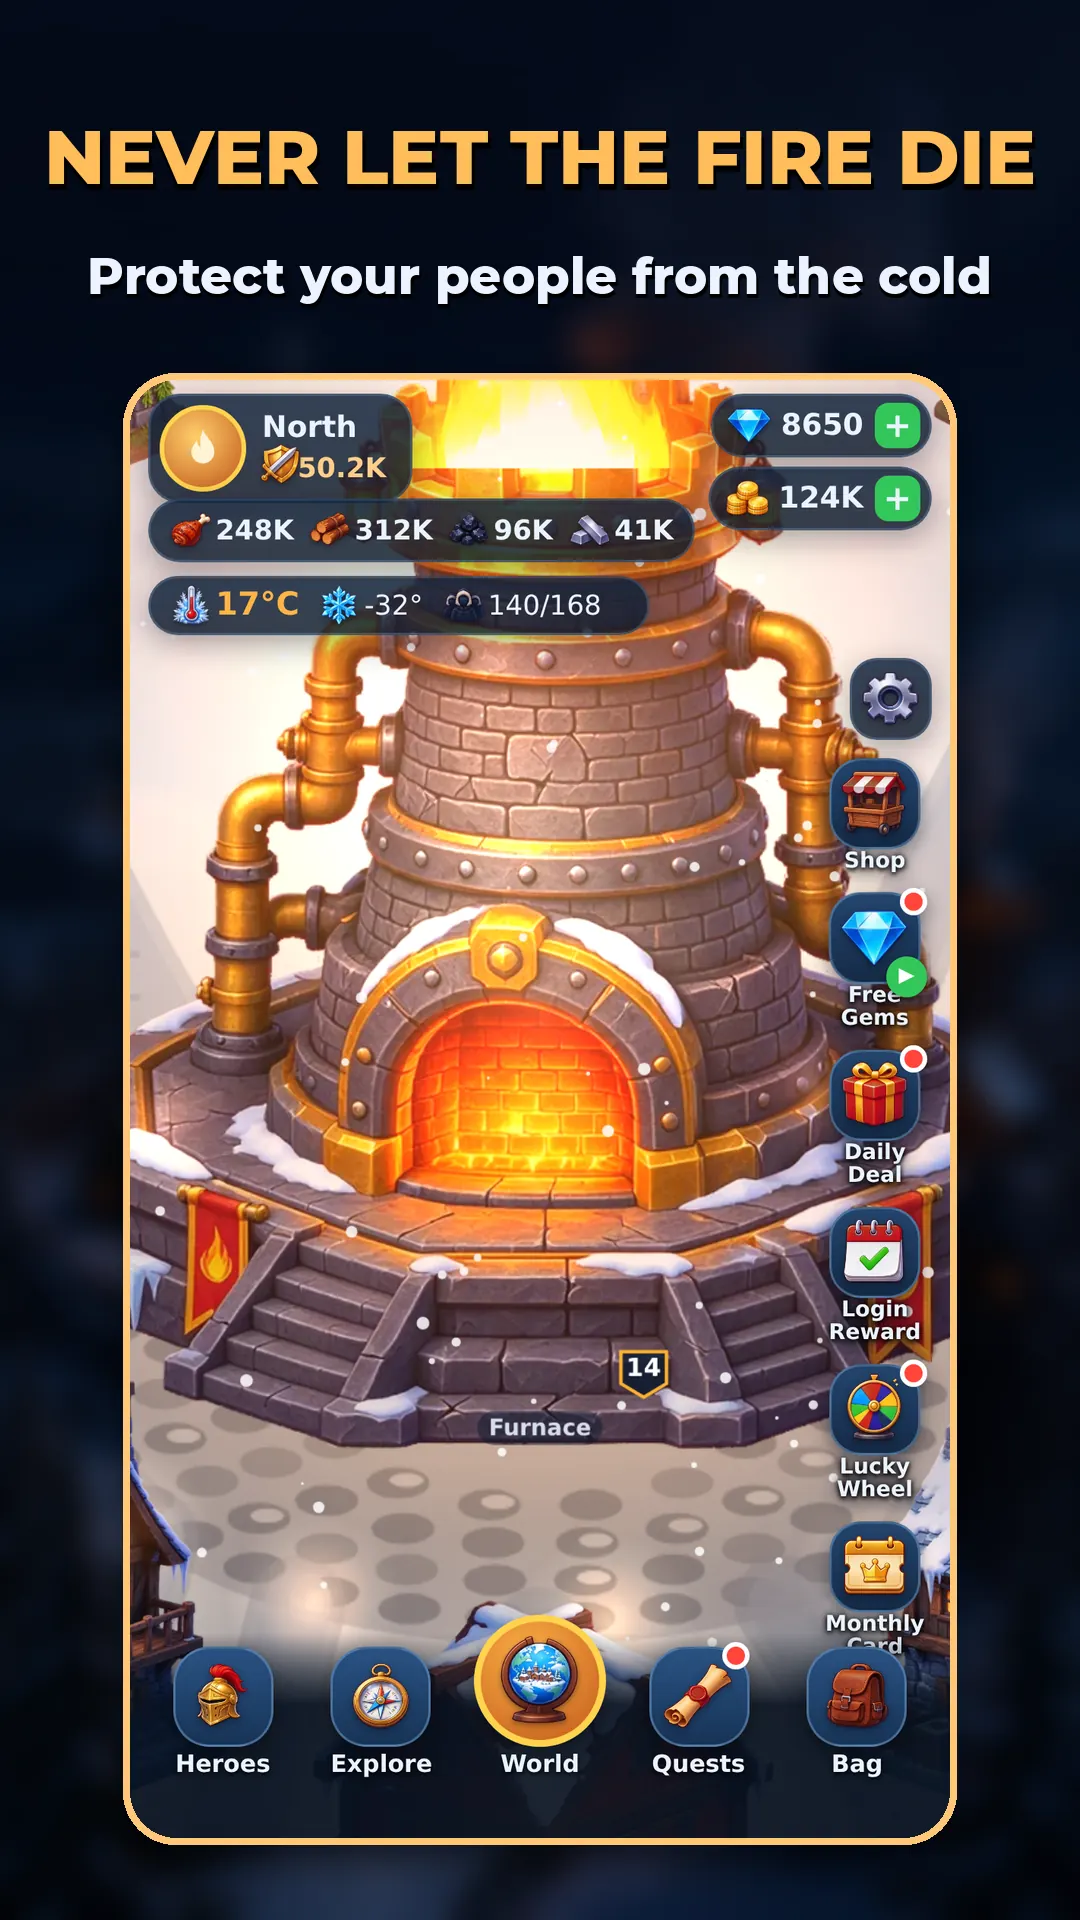 NEVER LET THE FIRE DIE
Protect your people from the cold
North
50.2K
8650
124K
248K 312K 96K 41K
17°C -32° 140/168
Shop
Free
Gems
Daily
Deal
Login
Reward
14
Furnace
Lucky
Wheel
Monthly
Card
Heroes Explore World Quests Bag